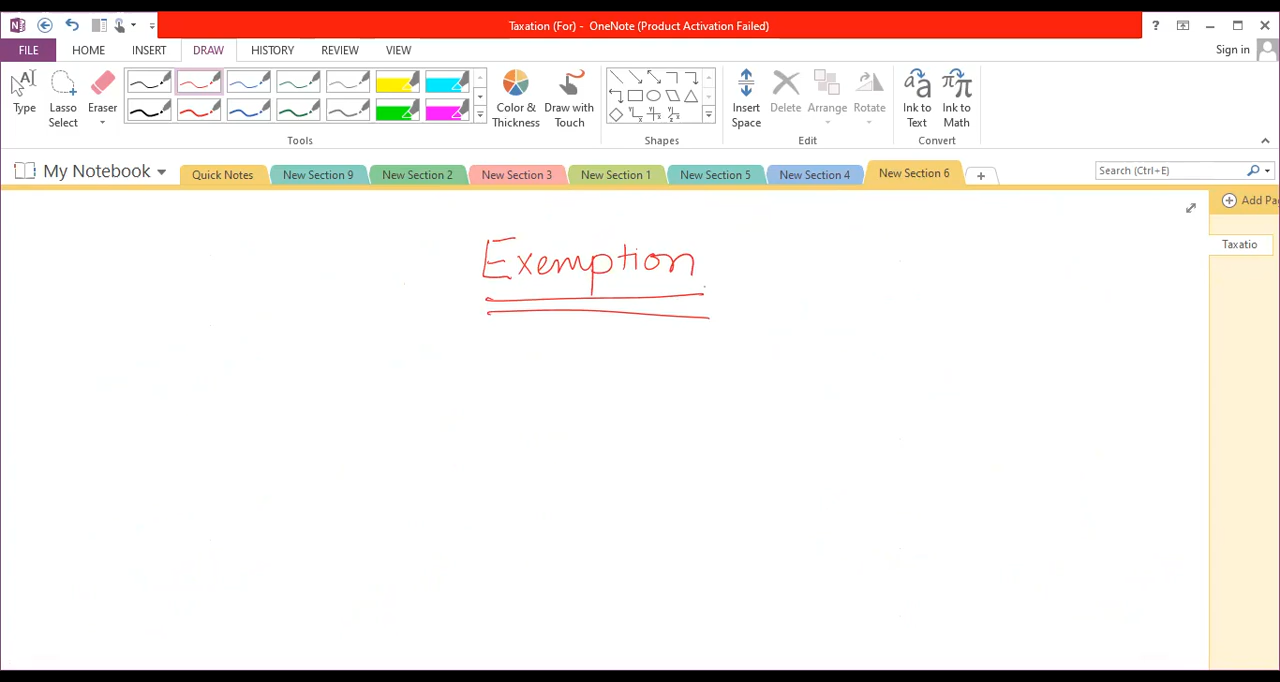 Taxation (For) - OneNote (Product Activation Failed)
?
FILE HOME INSERT DRAW HISTORY REVIEW VIEW
Sign in
Type
Lasso Select
Eraser
Color & Thickness
Draw with Touch
Insert Space
Delete
Arrange
Rotate
Ink to Text
Ink to Math
Tools
Shapes
Edit
Convert
My Notebook
Quick Notes
New Section 9
New Section 2
New Section 3
New Section 1
New Section 5
New Section 4
New Section 6
Search (Ctrl+E)
Add Pa
Taxatio
Exemption